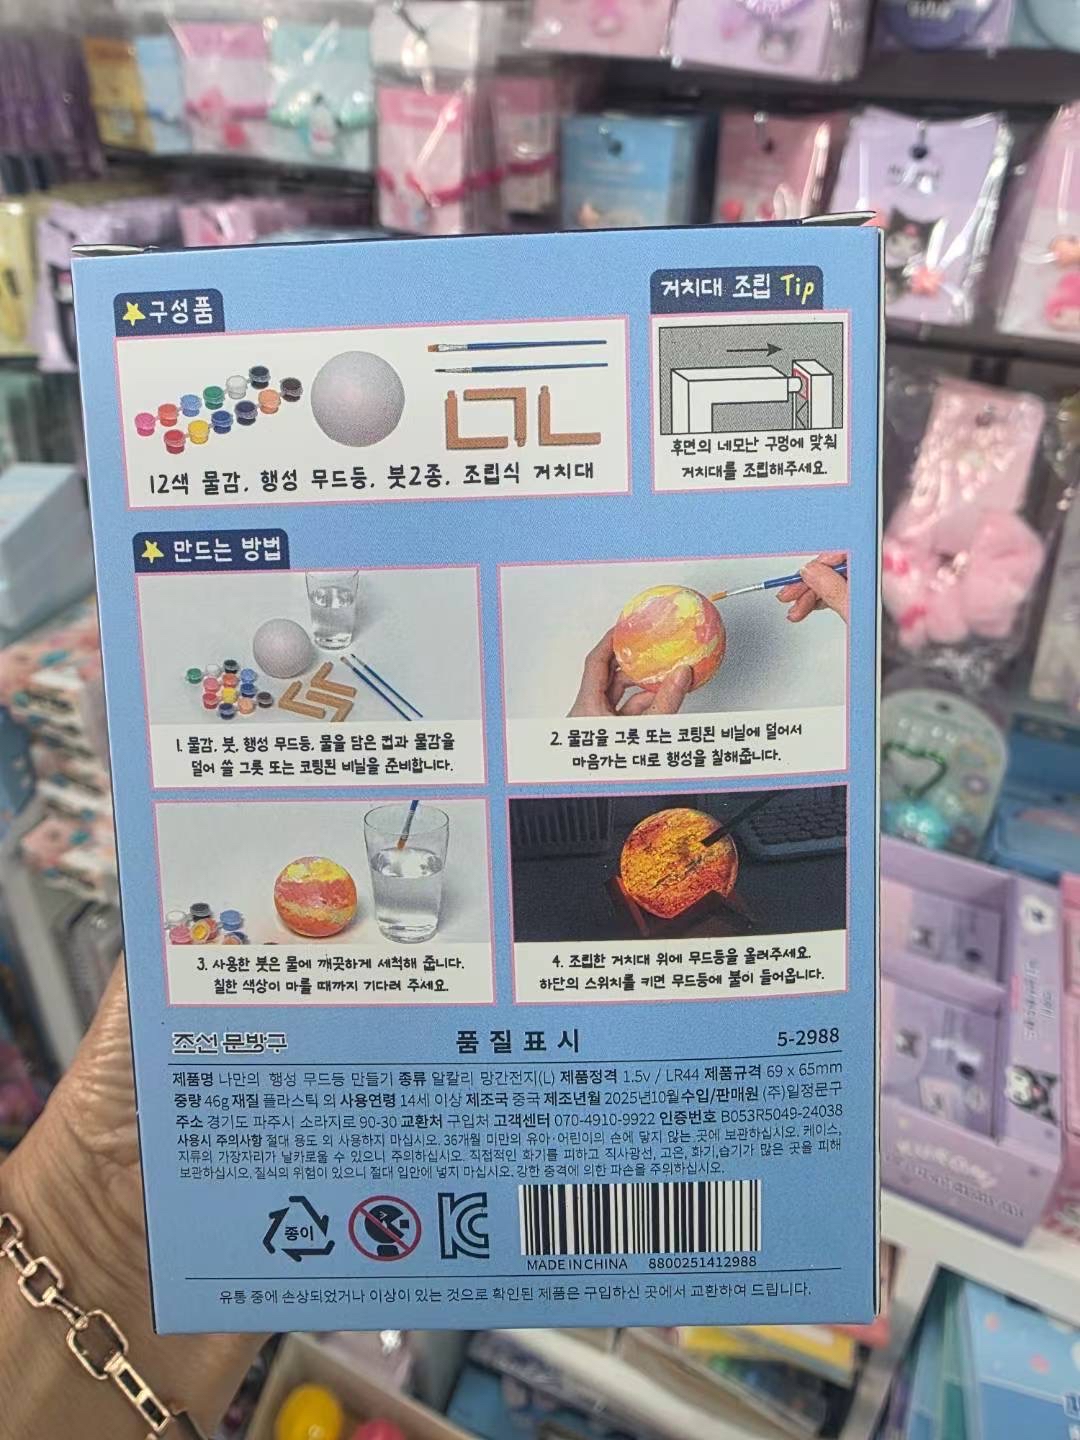 구성품
거치대 조립 Tip
12색 물감, 행성 무드등, 붓2종, 조립식 거치대
후면의 네모난 구멍에 맞춰
거치대를 조립해주세요.
만드는 방법
1. 물감, 붓, 행성 무드등, 물을 담은 컵과 물감을
덜어 쓸 그릇 또는 코팅된 비닐을 준비합니다.
2. 물감을 그릇 또는 코팅된 비닐에 덜어서
마음가는 대로 행성을 칠해줍니다.
3. 사용한 붓은 물에 깨끗하게 세척해 줍니다.
칠한 색상이 마를 때까지 기다려 주세요.
4. 조립한 거치대 위에 무드등을 올려주세요.
하단의 스위치를 키면 무드등에 불이 들어옵니다.
조선문방구 품질표시 5-2988
제품명 나만의 행성 무드등 만들기 종류 알칼리 망간전지(L) 제품정격 1.5v / LR44 제품규격 69 x 65mm
중량 46g 재질 플라스틱 외 사용연령 14세 이상 제조국 중국 제조년월 2025년10월 수입/판매원 (주)일정문구
주소 경기도 파주시 소라지로 90-30 교환처 구입처 고객센터 070-4910-9922 인증번호 B053R5049-24038
사용시 주의사항 절대 용도 외 사용하지 마십시오. 36개월 미만의 유아·어린이의 손에 닿지 않는 곳에 보관하십시오. 케이스,
지류의 가장자리가 날카로울 수 있으니 주의하십시오. 직접적인 화기를 피하고 직사광선, 고온, 화기,습기가 많은 곳을 피해
보관하십시오. 질식의 위험이 있으니 절대 입안에 넣지 마십시오. 강한 충격에 의한 파손을 주의하십시오.
종이
MADE IN CHINA 8800251412988
유통 중에 손상되었거나 이상이 있는 것으로 확인된 제품은 구입하신 곳에서 교환하여 드립니다.